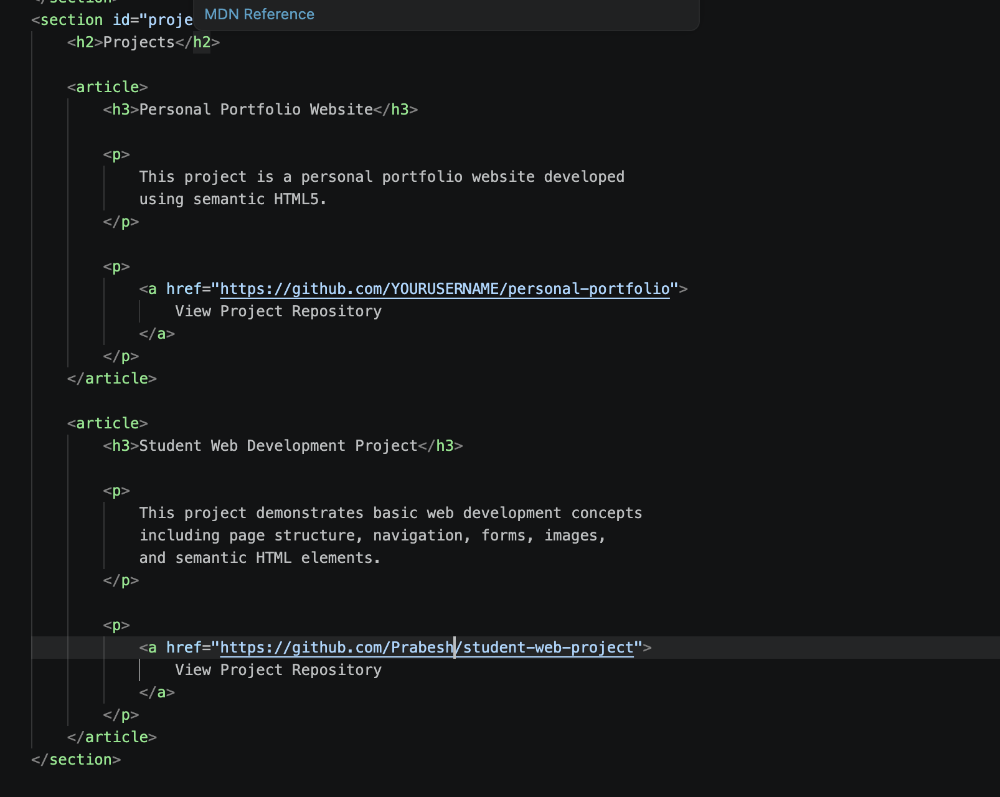 </section>
<section id="proje
MDN Reference
<h2>Projects</h2>
<article>
<h3>Personal Portfolio Website</h3>
<p>
This project is a personal portfolio website developed
using semantic HTML5.
</p>
<p>
<a href="https://github.com/YOURUSERNAME/personal-portfolio">
View Project Repository
</a>
</p>
</article>
<article>
<h3>Student Web Development Project</h3>
<p>
This project demonstrates basic web development concepts
including page structure, navigation, forms, images,
and semantic HTML elements.
</p>
<p>
<a href="https://github.com/Prabesh/student-web-project">
View Project Repository
</a>
</p>
</article>
</section>